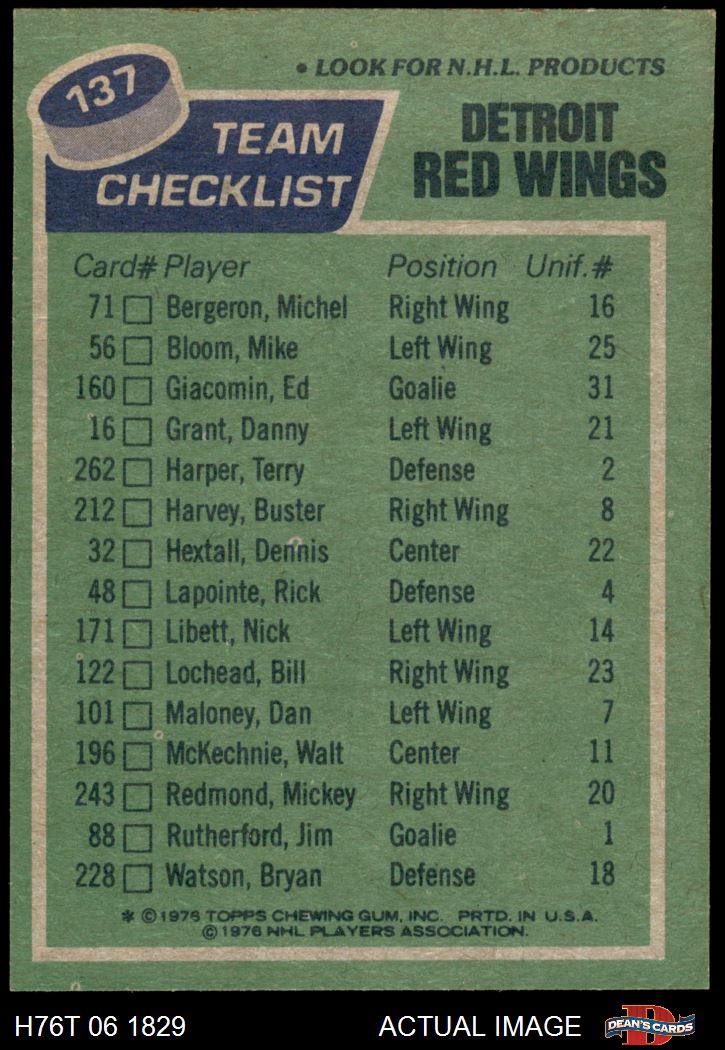 137
• LOOK FOR N.H.L. PRODUCTS
TEAM CHECKLIST
DETROIT RED WINGS
Card# Player Position Unif.#
71 Bergeron, Michel Right Wing 16
56 Bloom, Mike Left Wing 25
160 Giacomin, Ed Goalie 31
16 Grant, Danny Left Wing 21
262 Harper, Terry Defense 2
212 Harvey, Buster Right Wing 8
32 Hextall, Dennis Center 22
48 Lapointe, Rick Defense 4
171 Libett, Nick Left Wing 14
122 Lochead, Bill Right Wing 23
101 Maloney, Dan Left Wing 7
196 McKechnie, Walt Center 11
243 Redmond, Mickey Right Wing 20
88 Rutherford, Jim Goalie 1
228 Watson, Bryan Defense 18
* © 1976 TOPPS CHEWING GUM, INC. PRTD. IN U.S.A.
© 1976 NHL PLAYERS ASSOCIATION.
H76T 06 1829 ACTUAL IMAGE D DEAN'S CARDS